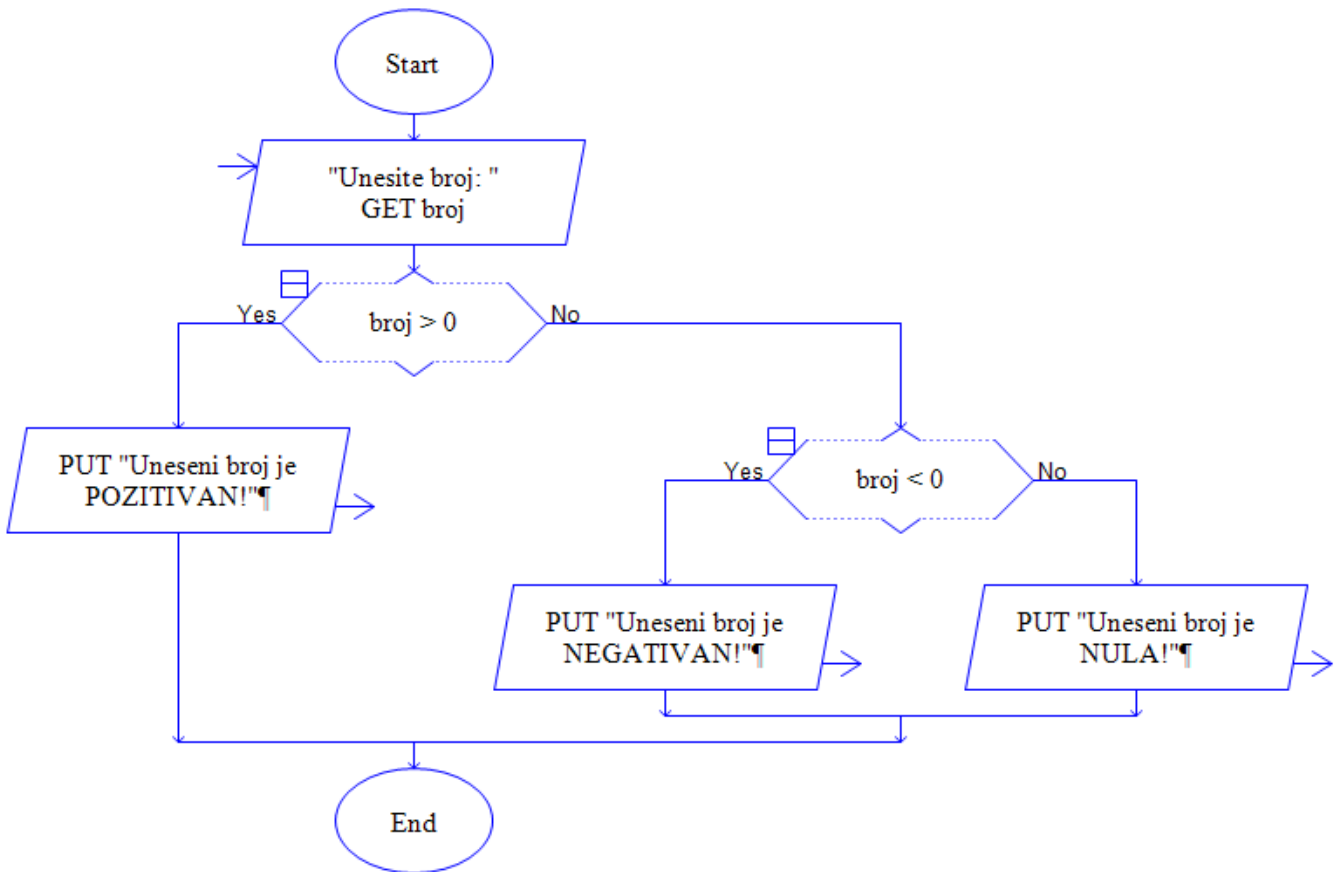 Start
"Unesite broj: "
GET broj
Yes
broj > 0
No
PUT "Uneseni broj je
POZITIVAN!"¶
Yes
broj < 0
No
PUT "Uneseni broj je
NEGATIVAN!"¶
PUT "Uneseni broj je
NULA!"¶
End